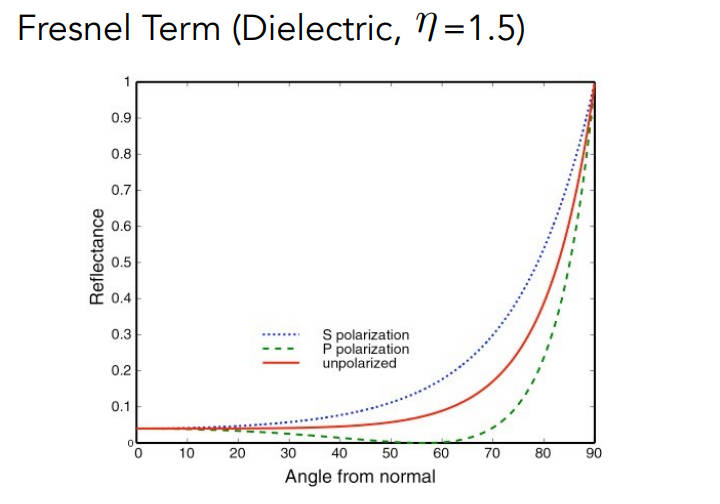 Fresnel Term (Dielectric, η=1.5)
1
0.9
0.8
0.7
0.6
0.5
0.4
0.3
0.2
0.1
0
Reflectance
S polarization
P polarization
unpolarized
0 10 20 30 40 50 60 70 80 90
Angle from normal